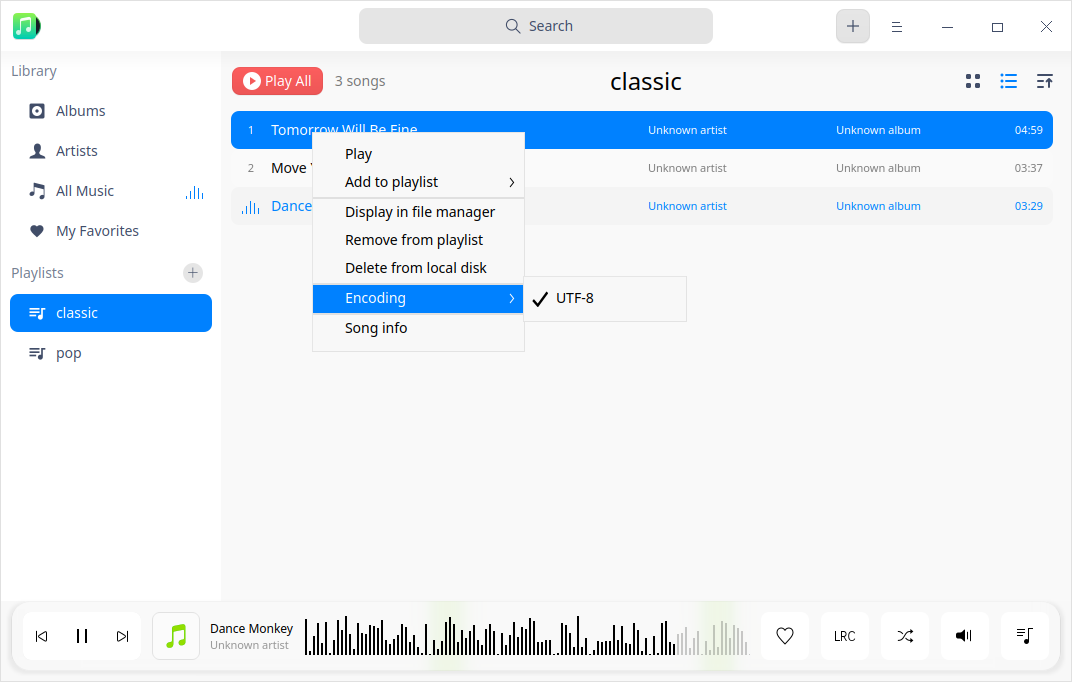 Search
Library
Albums
Artists
All Music
My Favorites
Playlists
classic
pop
Play All
3 songs
classic
1 Tomorrow Will Be Fine Unknown artist Unknown album 04:59
2 Move Unknown artist Unknown album 03:37
Dance Unknown artist Unknown album 03:29
Play
Add to playlist
Display in file manager
Remove from playlist
Delete from local disk
Encoding
UTF-8
Song info
Dance Monkey
Unknown artist
LRC